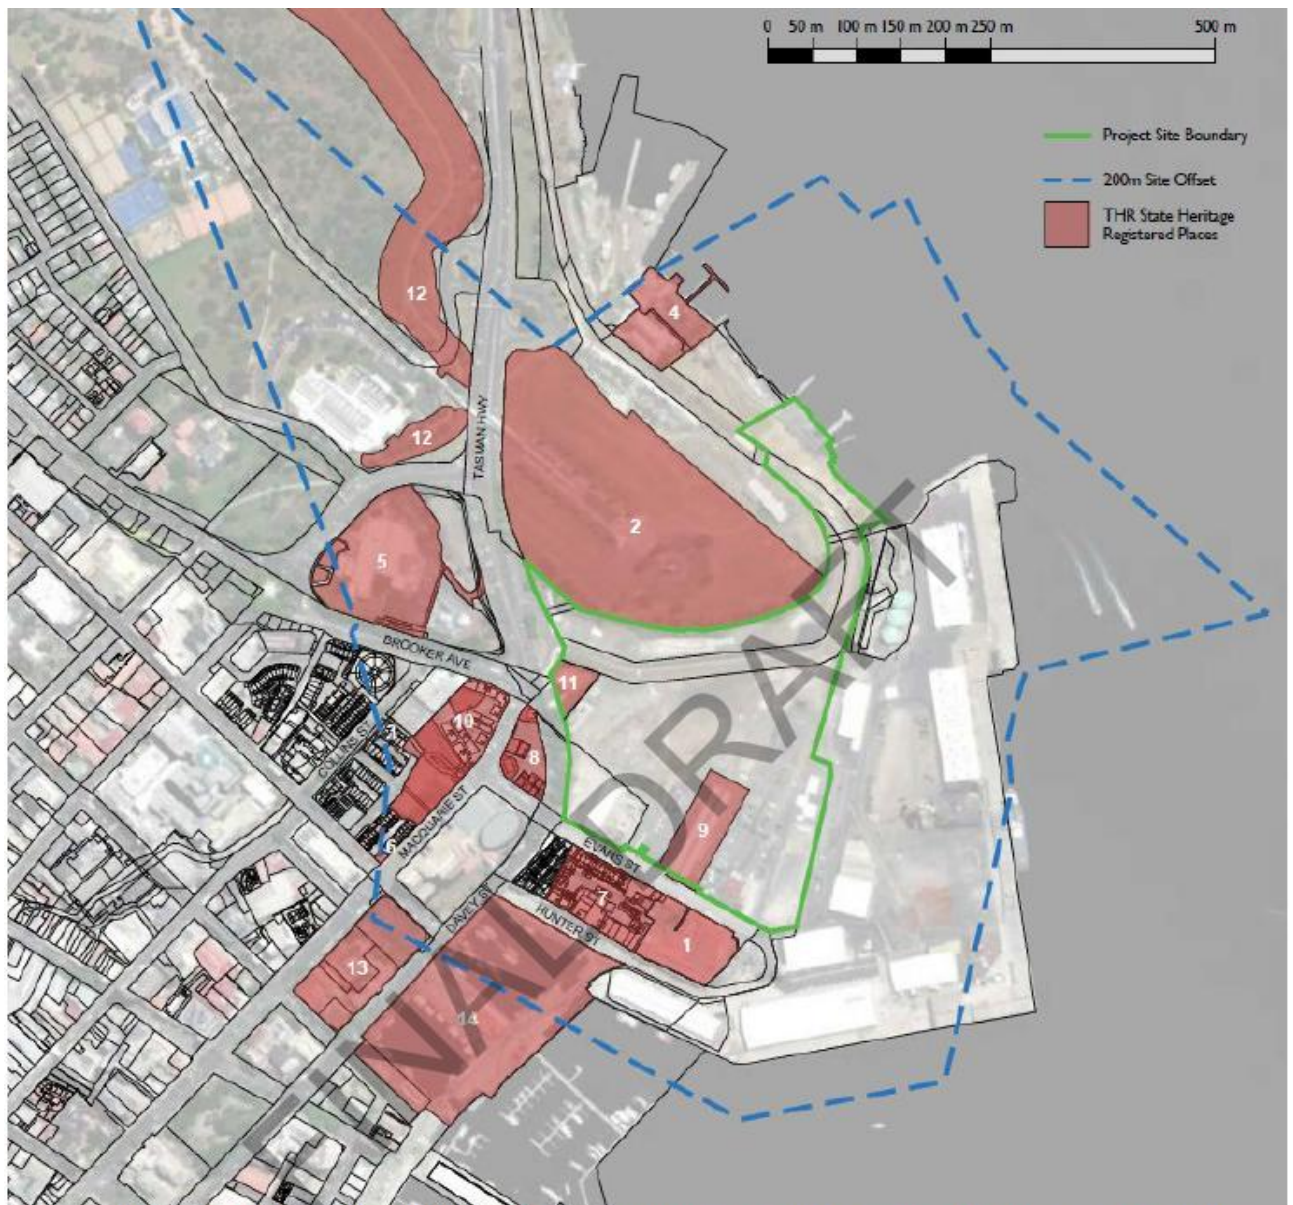 0 50 m 100 m 150 m 200 m 250 m 500 m
Project Site Boundary
200m Site Offset
THR State Heritage
Registered Places
4
12
TASMAN HWY
12
2
5
BROOKER AVE
11
10
8
COLLINS ST
MACQUARIE ST
9
6
EVANS ST
7
DAVEY ST
HUNTER ST
1
13
14
FINAL DRAFT